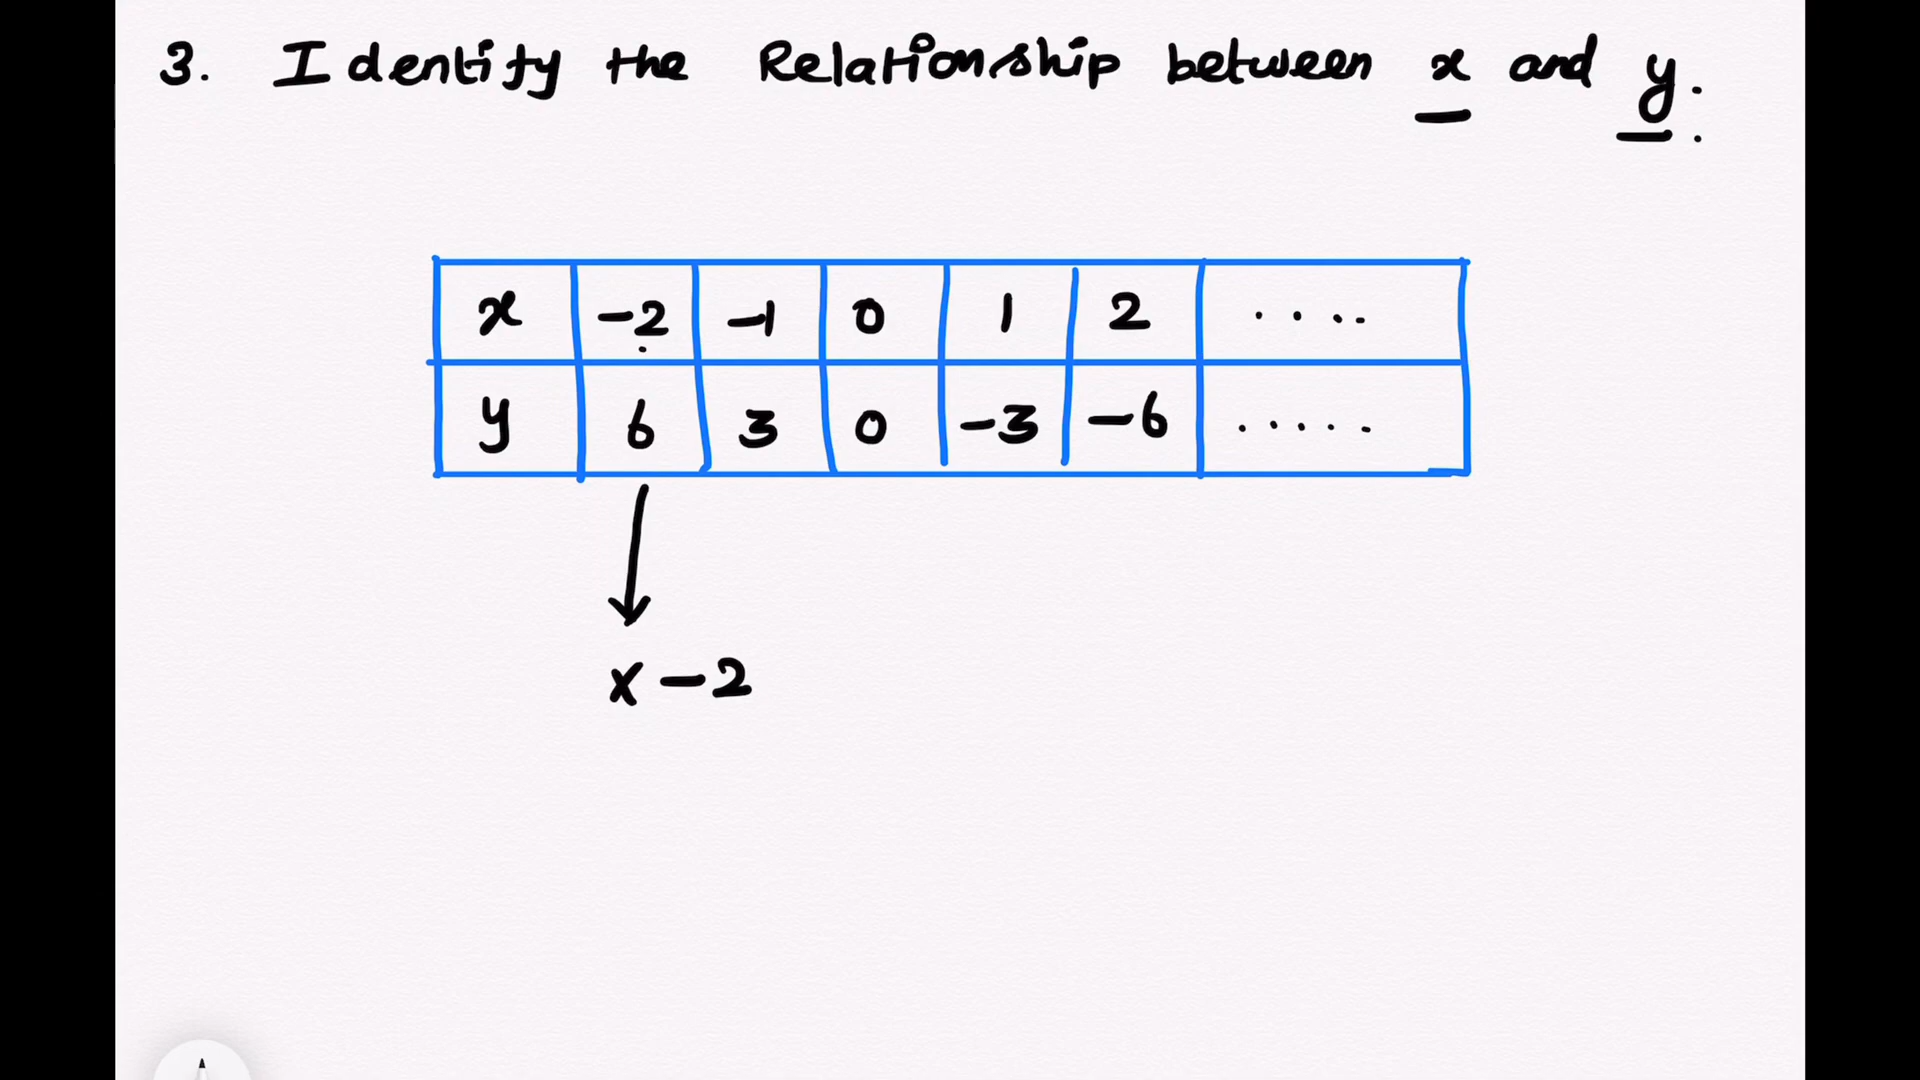 3. Identify the Relationship between x and y.
x -2 -1 0 1 2 ....
y 6 3 0 -3 -6 .....
x -2